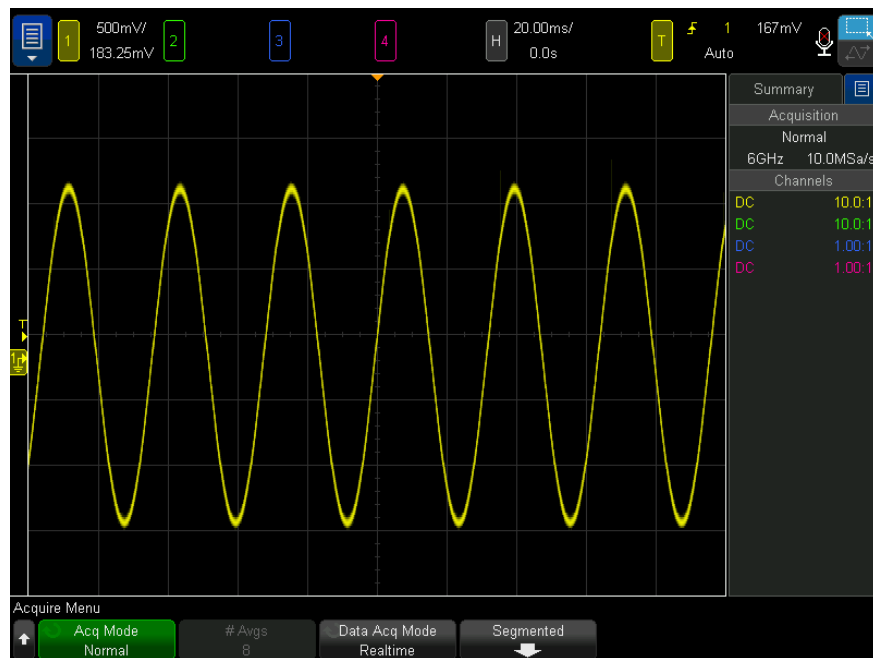 1 500mV/ 2 3 4 H 20.00ms/ T 1 167mV
183.25mV 0.0s Auto
Summary
Acquisition
Normal
6GHz 10.0MSa/s
Channels
DC 10.0:1
DC 10.0:1
DC 1.00:1
DC 1.00:1
T
1
Acquire Menu
Acq Mode # Avgs Data Acq Mode Segmented
Normal 8 Realtime